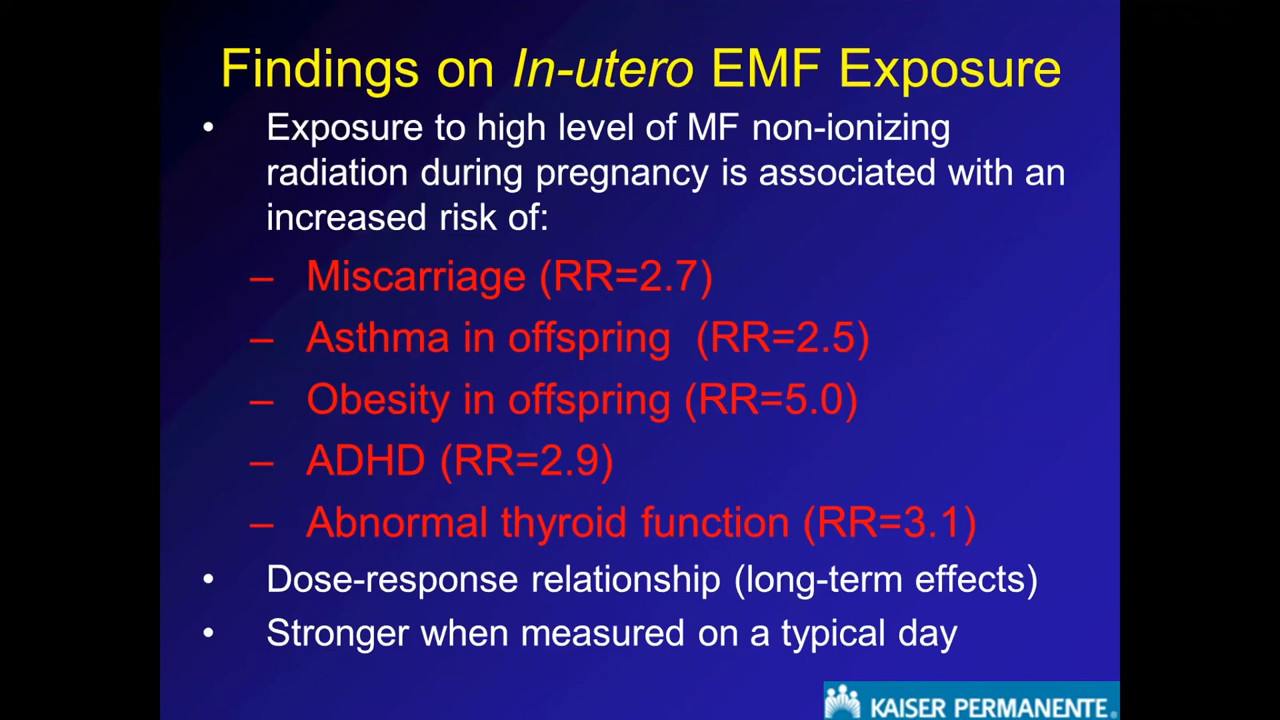 Findings on In-utero EMF Exposure
• Exposure to high level of MF non-ionizing
radiation during pregnancy is associated with an
increased risk of:
– Miscarriage (RR=2.7)
– Asthma in offspring (RR=2.5)
– Obesity in offspring (RR=5.0)
– ADHD (RR=2.9)
– Abnormal thyroid function (RR=3.1)
• Dose-response relationship (long-term effects)
• Stronger when measured on a typical day
KAISER PERMANENTE®